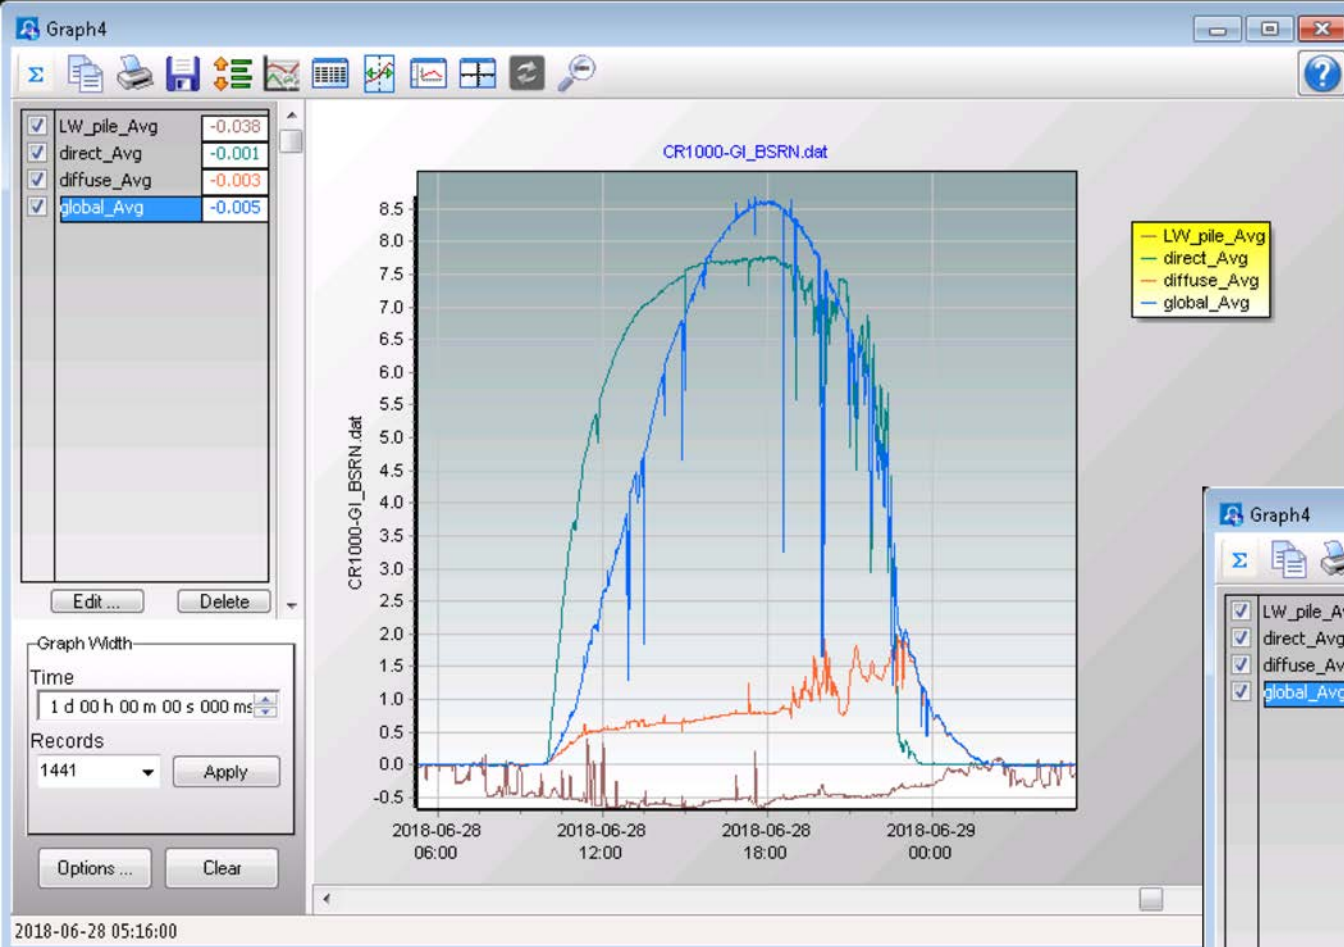 Graph4
LW_pile_Avg -0.038
direct_Avg -0.001
diffuse_Avg -0.003
global_Avg -0.005
Edit ... Delete
Graph Width
Time
1 d 00 h 00 m 00 s 000 ms
Records
1441 Apply
Options ... Clear
2018-06-28 05:16:00
CR1000-GI_BSRN.dat
CR1000-GI_BSRN.dat
8.5
8.0
7.5
7.0
6.5
6.0
5.5
5.0
4.5
4.0
3.5
3.0
2.5
2.0
1.5
1.0
0.5
0.0
-0.5
2018-06-28 2018-06-28 2018-06-28 2018-06-29
06:00 12:00 18:00 00:00
LW_pile_Avg
direct_Avg
diffuse_Avg
global_Avg
Graph4
LW_pile_Av
direct_Avg
diffuse_Av
global_Avg